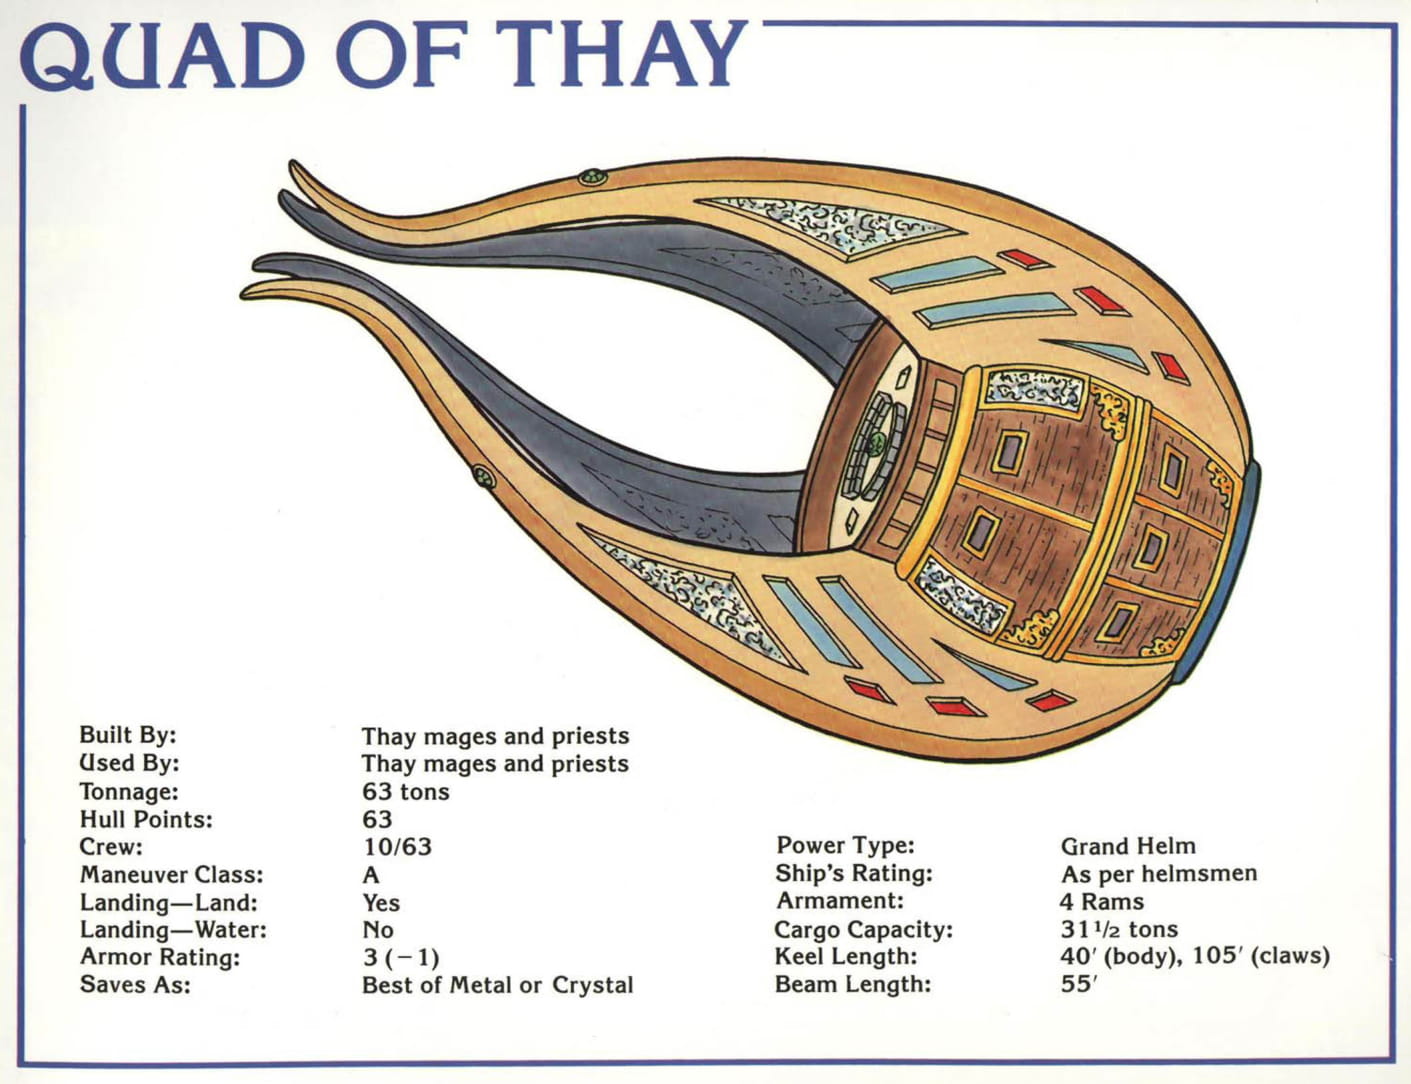 QUAD OF THAY
Built By: Thay mages and priests
Used By: Thay mages and priests
Tonnage: 63 tons
Hull Points: 63
Crew: 10/63
Maneuver Class: A
Landing—Land: Yes
Landing—Water: No
Armor Rating: 3 (−1)
Saves As: Best of Metal or Crystal
Power Type: Grand Helm
Ship's Rating: As per helmsmen
Armament: 4 Rams
Cargo Capacity: 31 1/2 tons
Keel Length: 40′ (body), 105′ (claws)
Beam Length: 55′